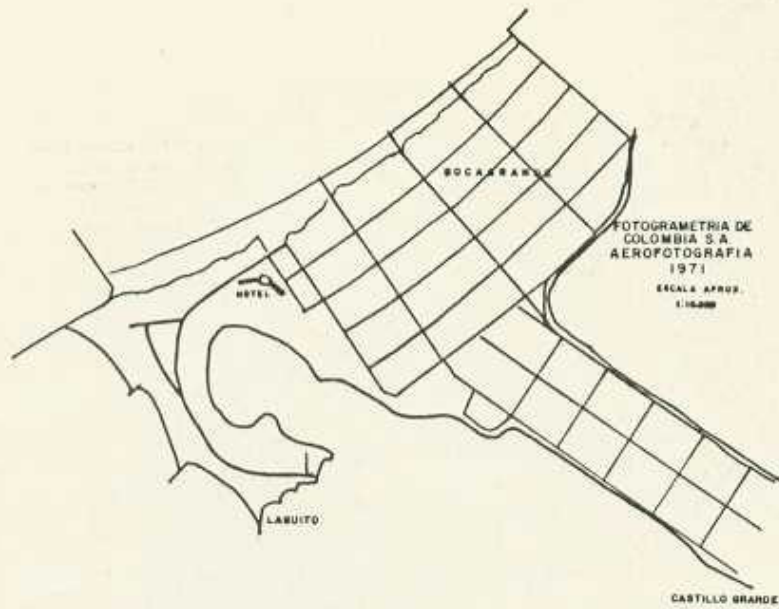 BOCAGRANDE
FOTOGRAMETRIA DE
COLOMBIA S.A.
AEROFOTOGRAFIA
1971
ESCALA APROX.
HOTEL
LAGUITO
CASTILLO GRANDE